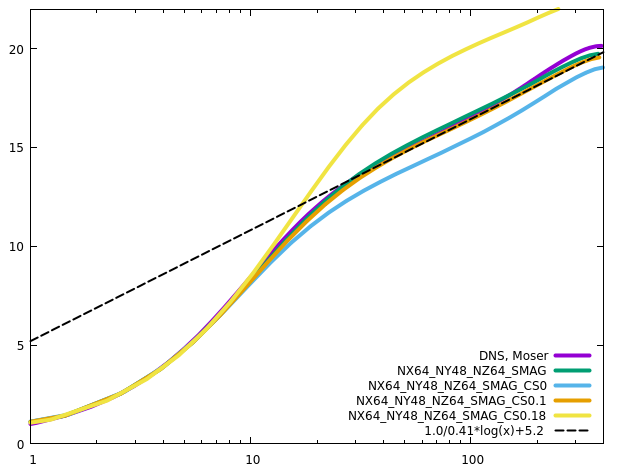 20
15
10
5
0
1
10
100
DNS, Moser
NX64_NY48_NZ64_SMAG
NX64_NY48_NZ64_SMAG_CS0
NX64_NY48_NZ64_SMAG_CS0.1
NX64_NY48_NZ64_SMAG_CS0.18
1.0/0.41*log(x)+5.2